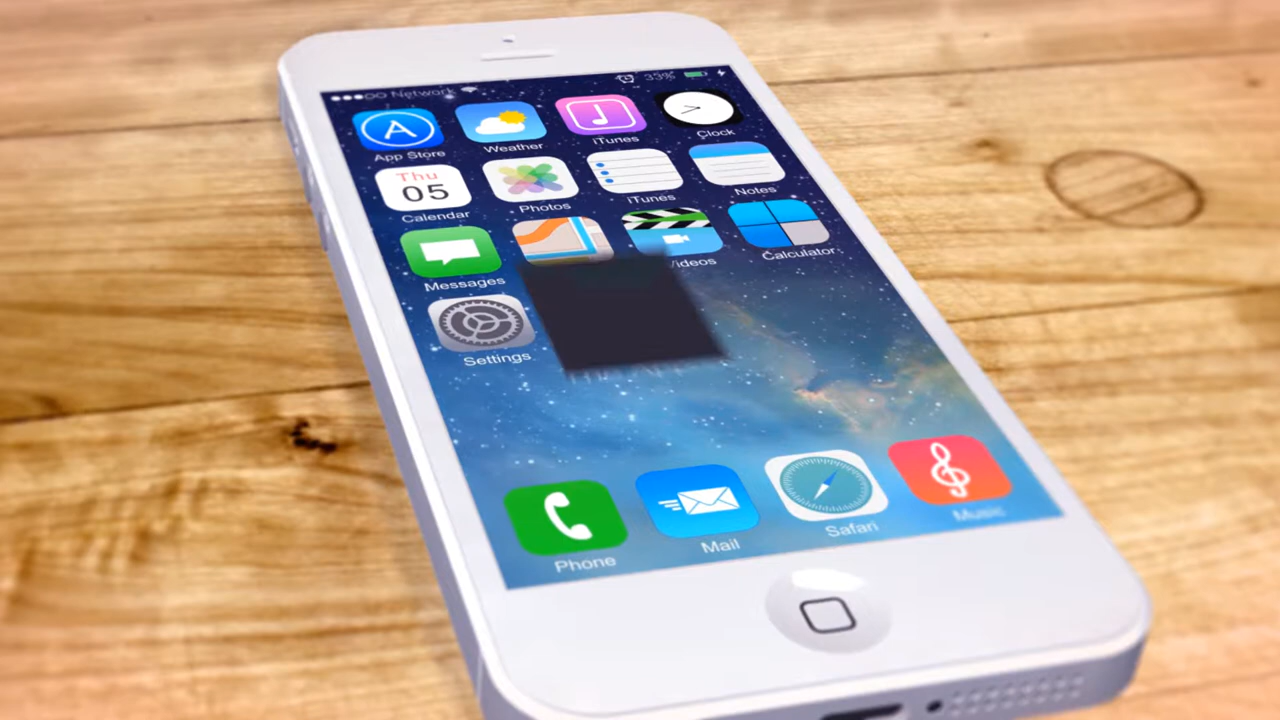 ●●●○○ Network 33%
App Store Weather iTunes Clock
Thu
05
Calendar Photos iTunes Notes
Messages Videos Calculator
Settings
Phone Mail Safari Music